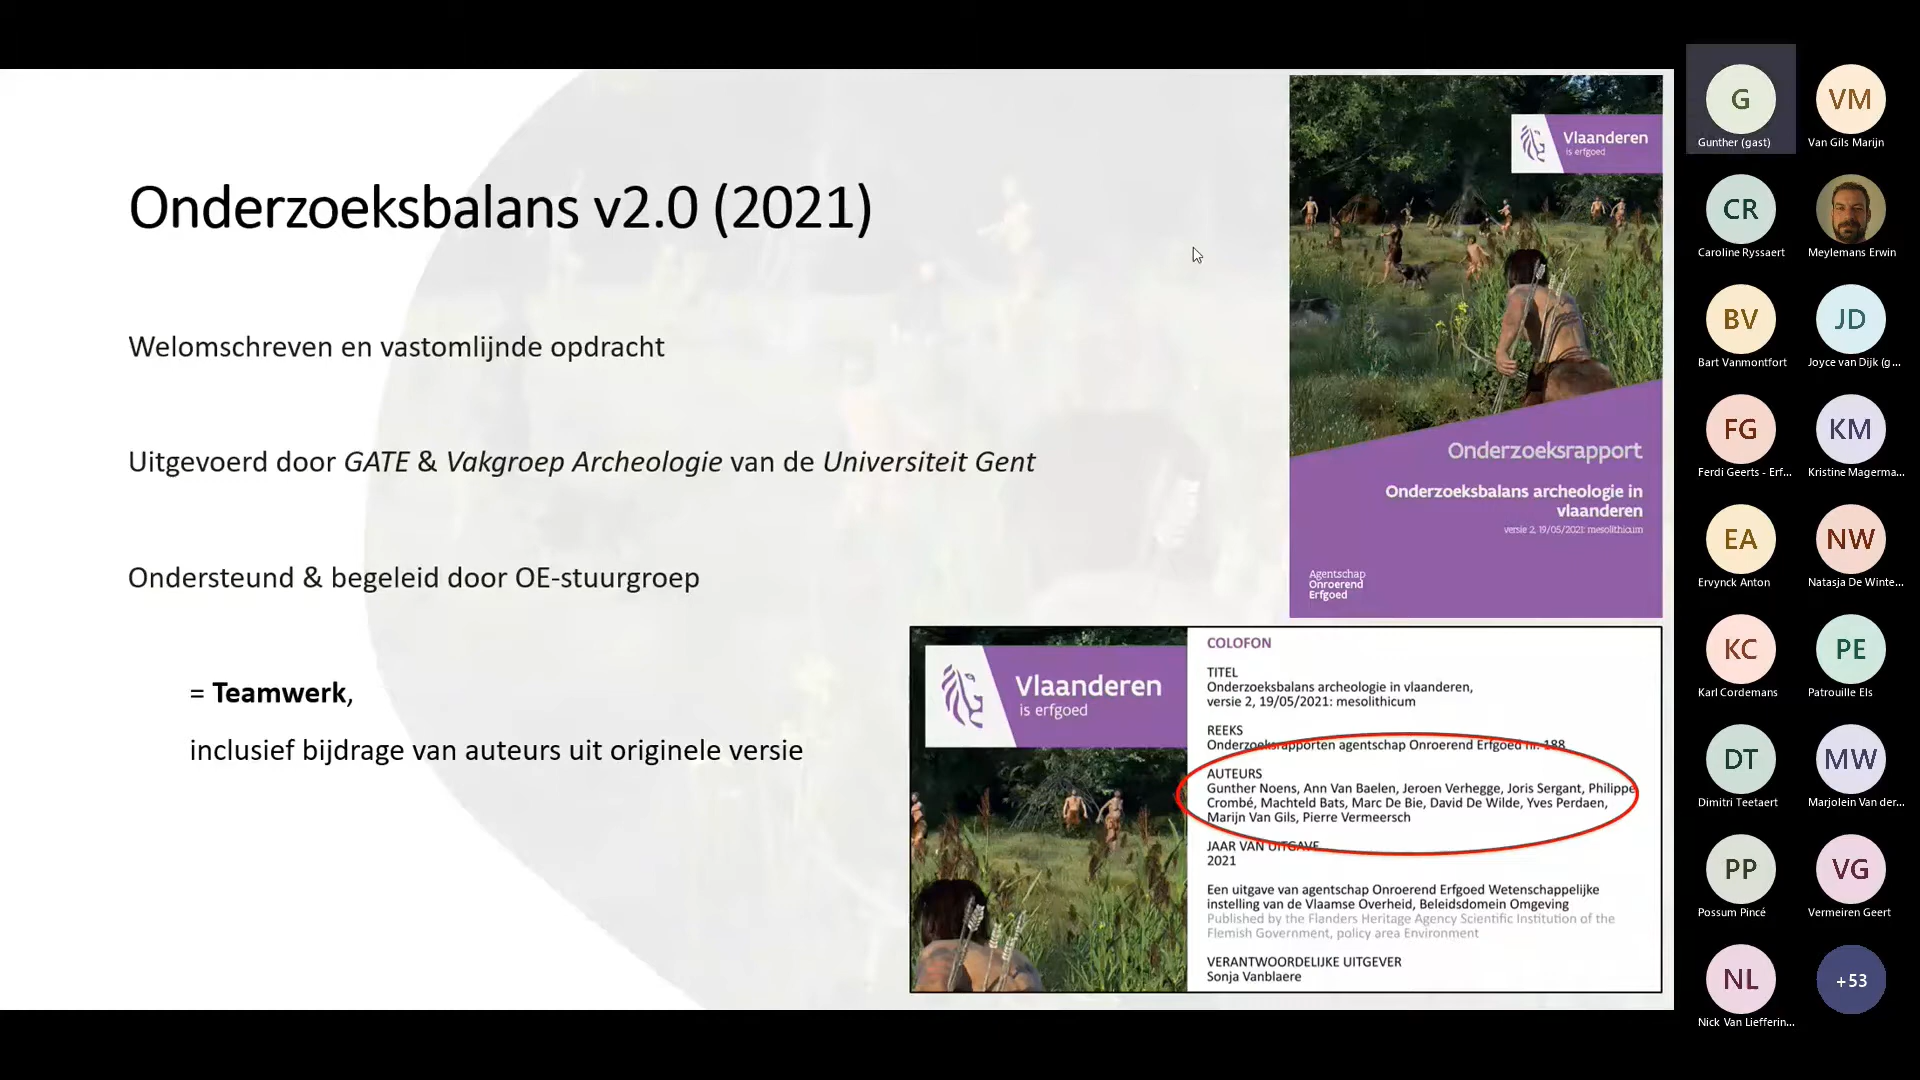 Onderzoeksbalans v2.0 (2021)
Welomschreven en vastomlijnde opdracht
Uitgevoerd door GATE & Vakgroep Archeologie van de Universiteit Gent
Ondersteund & begeleid door OE-stuurgroep
= Teamwerk,
inclusief bijdrage van auteurs uit originele versie
Vlaanderen
is erfgoed
Onderzoeksrapport
Onderzoeksbalans archeologie in
vlaanderen
versie 2, 19/05/2021: mesolithicum
Agentschap
Onroerend
Erfgoed
Vlaanderen
is erfgoed
COLOFON
TITEL
Onderzoeksbalans archeologie in vlaanderen,
versie 2, 19/05/2021: mesolithicum
REEKS
Onderzoeksrapporten agentschap Onroerend Erfgoed nr. 188
AUTEURS
Gunther Noens, Ann Van Baelen, Jeroen Verhegge, Joris Sergant, Philippe
Crombé, Machteld Bats, Marc De Bie, David De Wilde, Yves Perdaen,
Marijn Van Gils, Pierre Vermeersch
JAAR VAN UITGAVE
2021
Een uitgave van agentschap Onroerend Erfgoed Wetenschappelijke
instelling van de Vlaamse Overheid, Beleidsdomein Omgeving
Published by the Flanders Heritage Agency Scientific Institution of the
Flemish Government, policy area Environment
VERANTWOORDELIJKE UITGEVER
Sonja Vanblaere
G
Gunther (gast)
VM
Van Gils Marijn
CR
Caroline Ryssaert
Meylemans Erwin
BV
Bart Vanmontfort
JD
Joyce van Dijk (g...
FG
Ferdi Geerts - Erf...
KM
Kristine Magerma...
EA
Ervynck Anton
NW
Natasja De Winte...
KC
Karl Cordemans
PE
Patrouille Els
DT
Dimitri Teetaert
MW
Marjolein Van der...
PP
Possum Pincé
VG
Vermeiren Geert
NL
Nick Van Liefferin...
+53